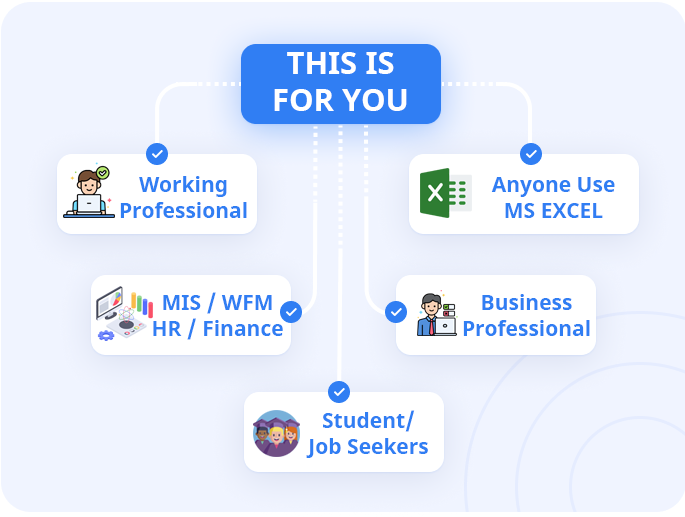 THIS IS
FOR YOU
Working
Professional
Anyone Use
MS EXCEL
MIS / WFM
HR / Finance
Business
Professional
Student/
Job Seekers